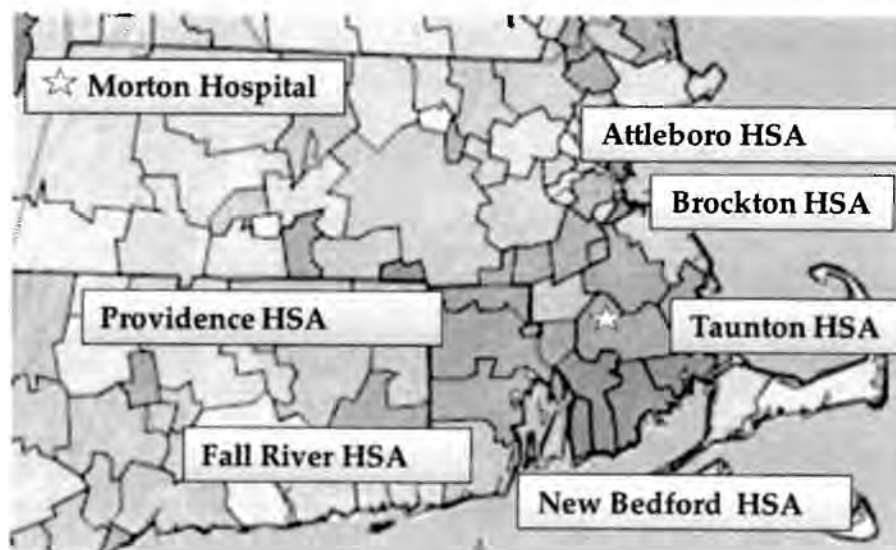 ☆ Morton Hospital
Attleboro HSA
Brockton HSA
Providence HSA
Taunton HSA
Fall River HSA
New Bedford HSA